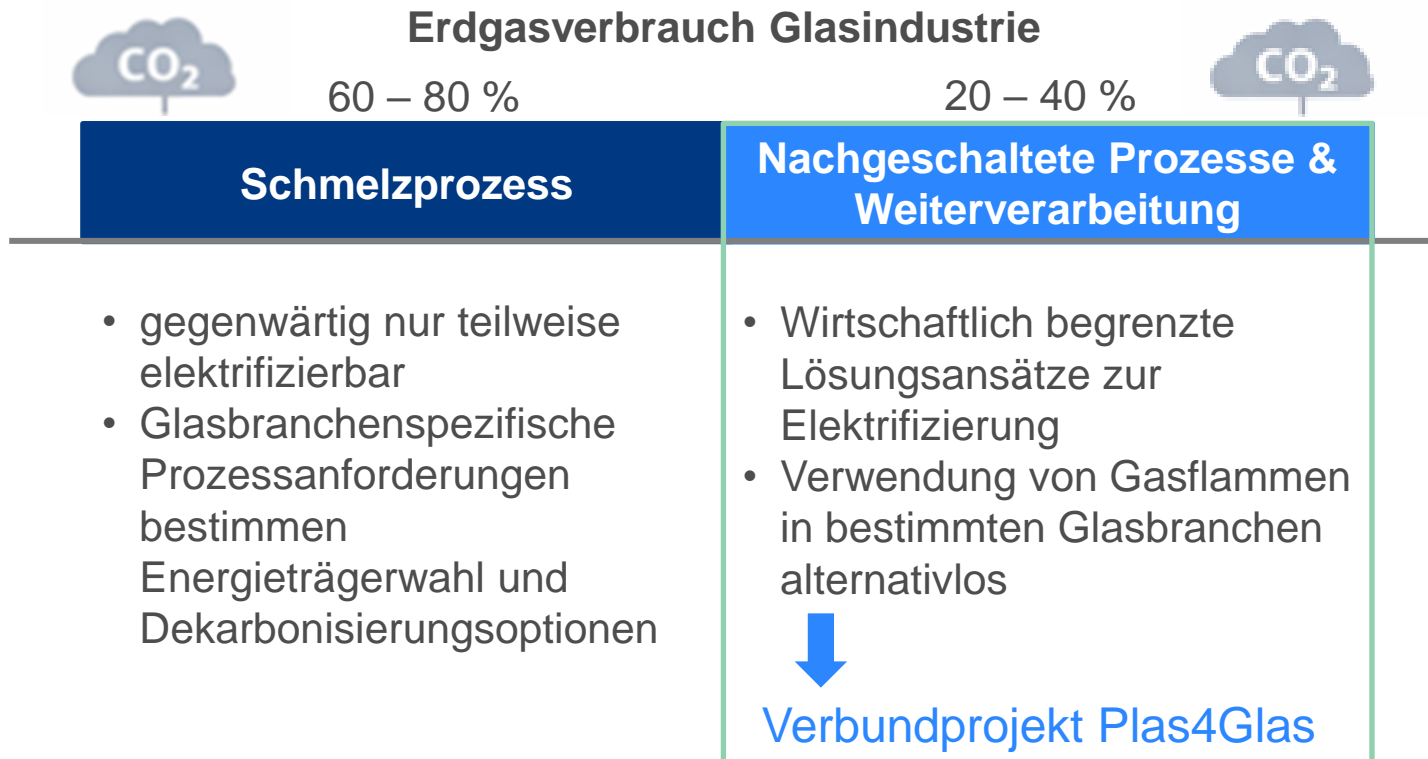 Erdgasverbrauch Glasindustrie
CO₂
CO₂
60 – 80 %
20 – 40 %
Schmelzprozess
Nachgeschaltete Prozesse &
Weiterverarbeitung
• gegenwärtig nur teilweise
elektrifizierbar
• Glasbranchenspezifische
Prozessanforderungen
bestimmen
Energieträgerwahl und
Dekarbonisierungsoptionen
• Wirtschaftlich begrenzte
Lösungsansätze zur
Elektrifizierung
• Verwendung von Gasflammen
in bestimmten Glasbranchen
alternativlos
Verbundprojekt Plas4Glas